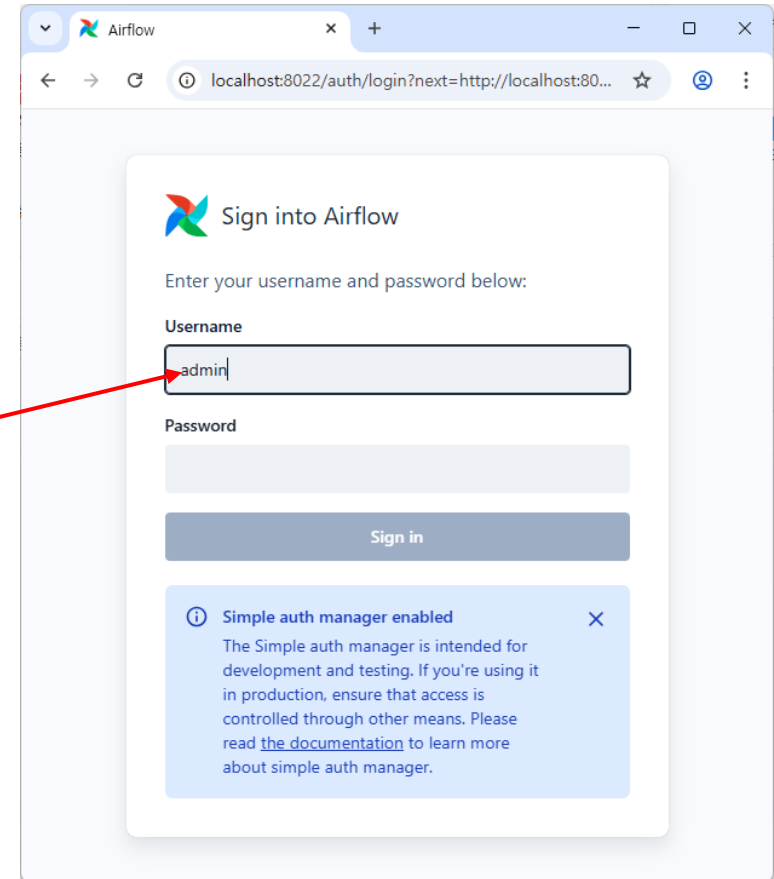 Airflow
localhost:8022/auth/login?next=http://localhost:80...
Sign into Airflow
Enter your username and password below:
Username
admin
Password
Sign in
Simple auth manager enabled
The Simple auth manager is intended for
development and testing. If you're using it
in production, ensure that access is
controlled through other means. Please
read the documentation to learn more
about simple auth manager.